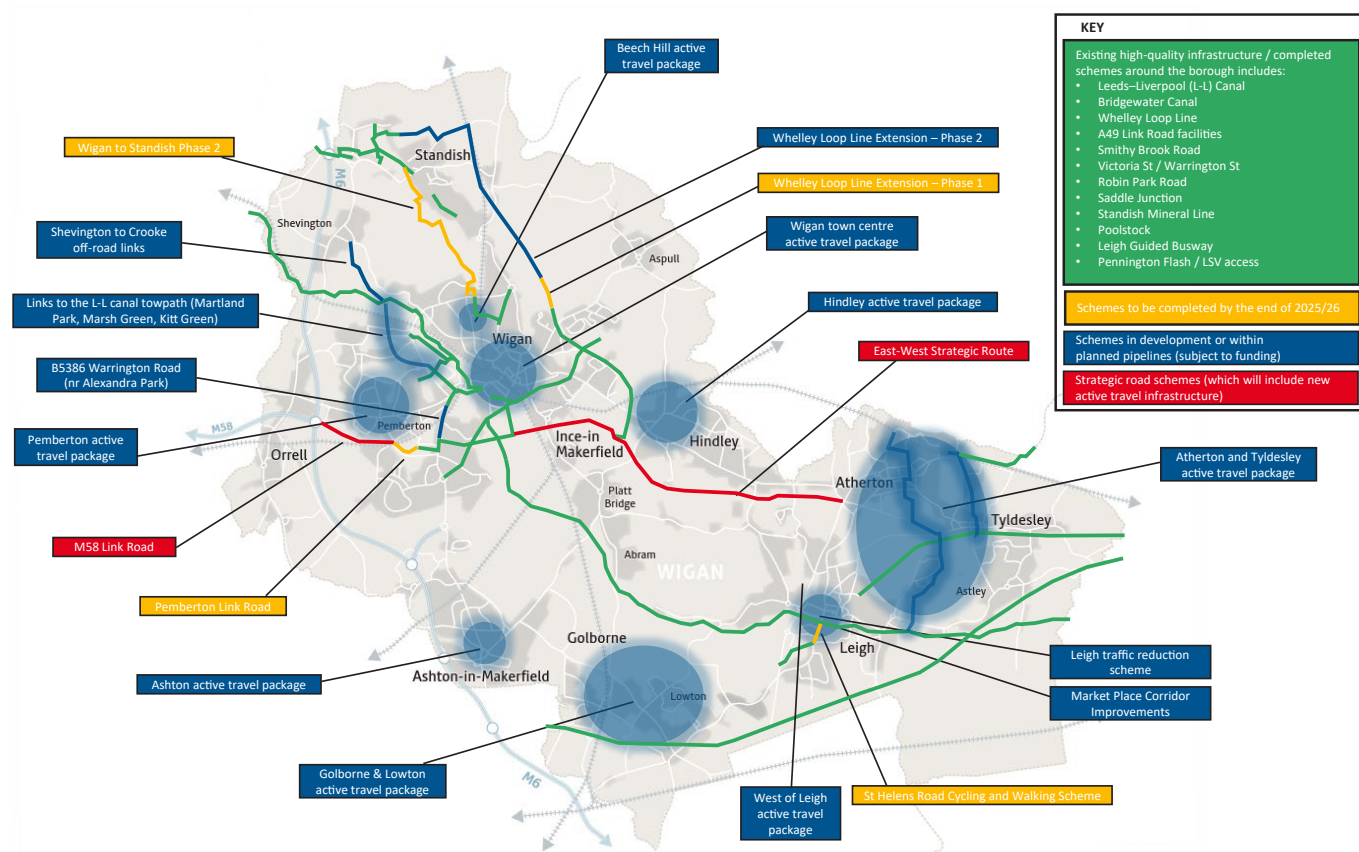 KEY
Existing high-quality infrastructure / completed
schemes around the borough includes:
• Leeds–Liverpool (L-L) Canal
• Bridgewater Canal
• Whelley Loop Line
• A49 Link Road facilities
• Smithy Brook Road
• Victoria St / Warrington St
• Robin Park Road
• Saddle Junction
• Standish Mineral Line
• Poolstock
• Leigh Guided Busway
• Pennington Flash / LSV access
Schemes to be completed by the end of 2025/26
Schemes in development or within
planned pipelines (subject to funding)
Strategic road schemes (which will include new
active travel infrastructure)
Beech Hill active
travel package
Wigan to Standish Phase 2
Whelley Loop Line Extension – Phase 2
Whelley Loop Line Extension – Phase 1
Wigan town centre
active travel package
Shevington to Crooke
off-road links
Links to the L-L canal towpath (Martland
Park, Marsh Green, Kitt Green)
Hindley active travel package
East-West Strategic Route
B5386 Warrington Road
(nr Alexandra Park)
Pemberton active
travel package
Atherton and Tyldesley
active travel package
M58 Link Road
Pemberton Link Road
Ashton active travel package
Golborne & Lowton
active travel package
West of Leigh
active travel
package
St Helens Road Cycling and Walking Scheme
Leigh traffic reduction
scheme
Market Place Corridor
Improvements
Standish
M6
Shevington
Aspull
Wigan
M58
Pemberton
Orrell
Ince-in
Makerfield
Hindley
Platt
Bridge
Atherton
Tyldesley
Abram
WIGAN
Astley
Golborne
Leigh
Ashton-in-Makerfield
Lowton
M6